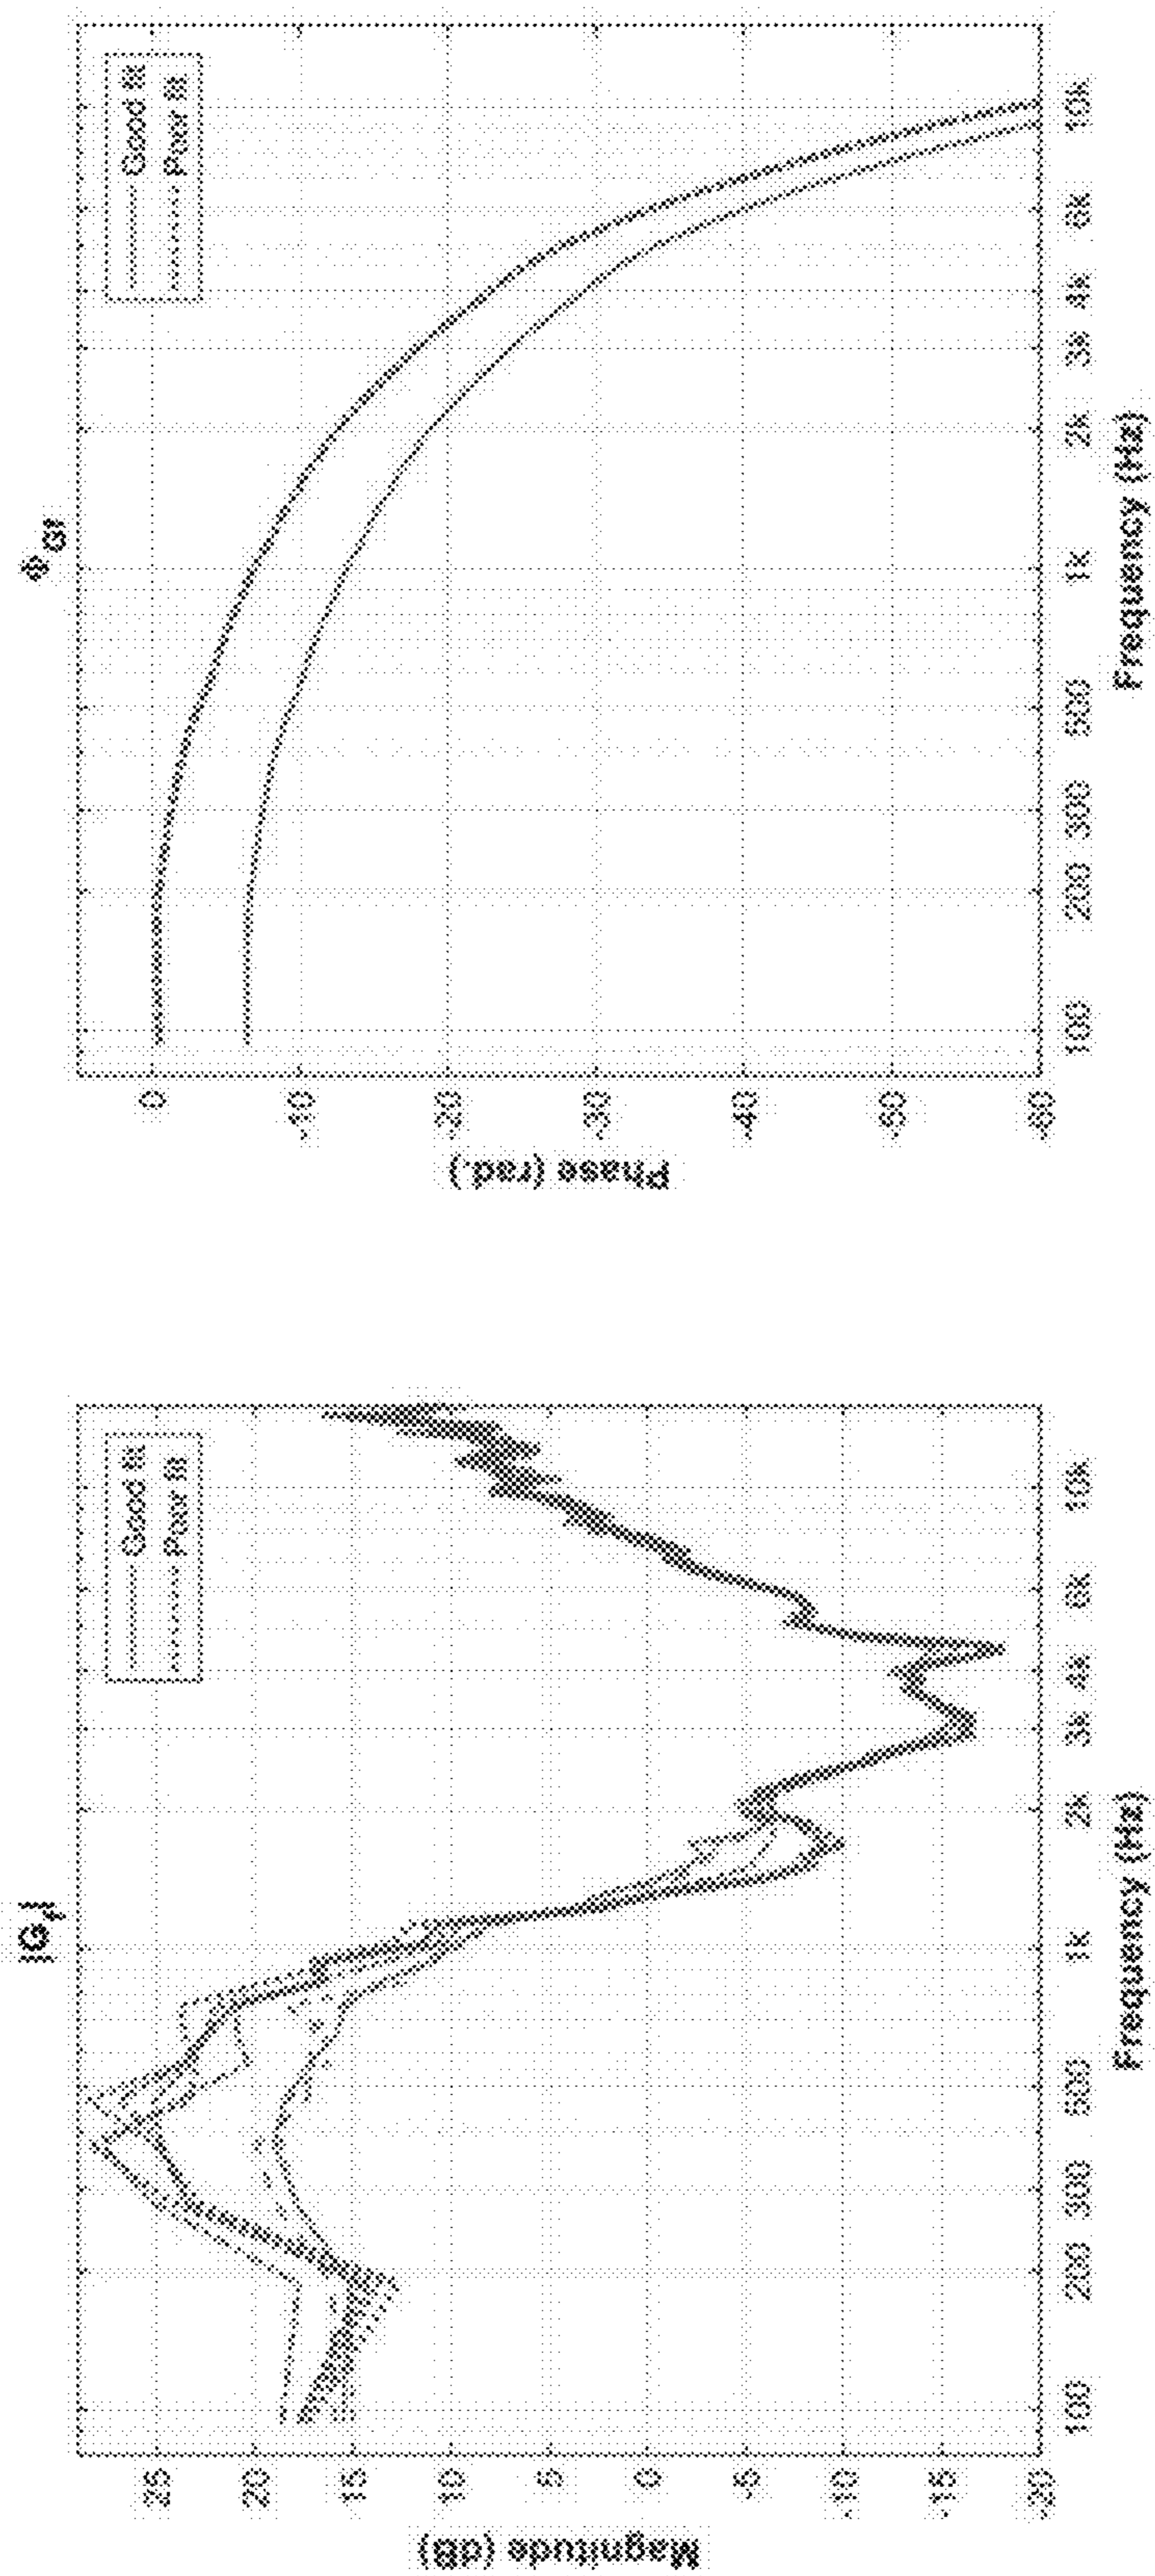 |G_I|
Good fit
Poor fit
Magnitude (dB)
25
20
15
10
5
0
-5
-10
-15
-20
100
200
300
500
1K
2K
3k
4k
6K
10k
Frequency (Hz)
Φ_GI
Good fit
Poor fit
Phase (rad.)
0
-10
-20
-30
-40
-50
-60
100
200
300
500
1K
2K
3k
4k
6K
10k
Frequency (Hz)